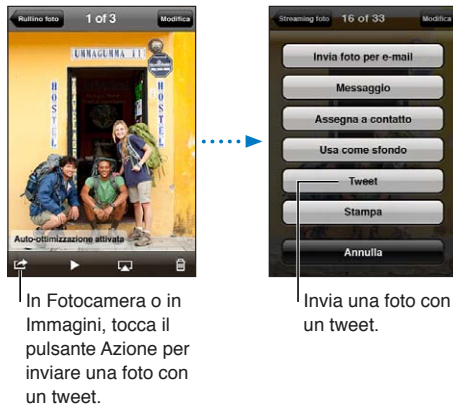 Rullino foto 1 of 3 Modifica
UMMAGUMMA II
HOSTEL
HOSTEL
Auto-ottimizzazione attivata
In Fotocamera o in
Immagini, tocca il
pulsante Azione per
inviare una foto con
un tweet.
Streaming foto 16 of 33 Modifica
Invia foto per e-mail
Messaggio
Assegna a contatto
Usa come sfondo
Tweet
Stampa
Annulla
Invia una foto con
un tweet.